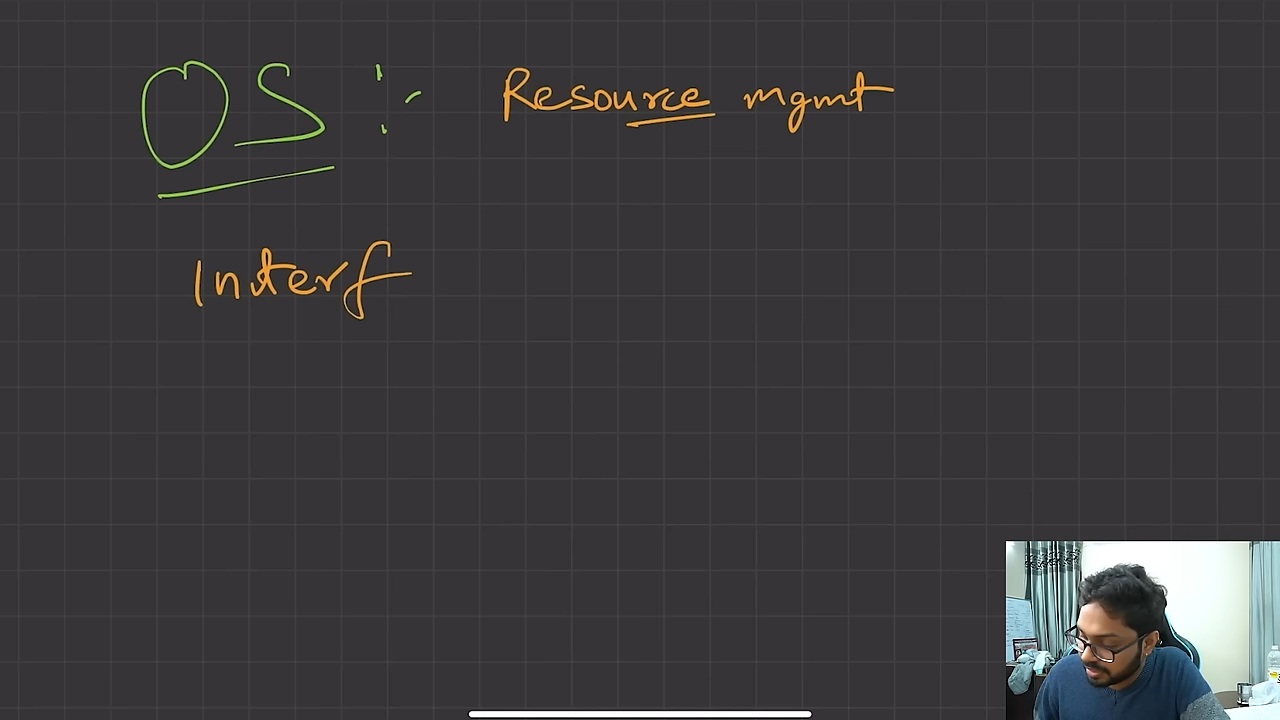 OS :- Resource mgmt
Interf